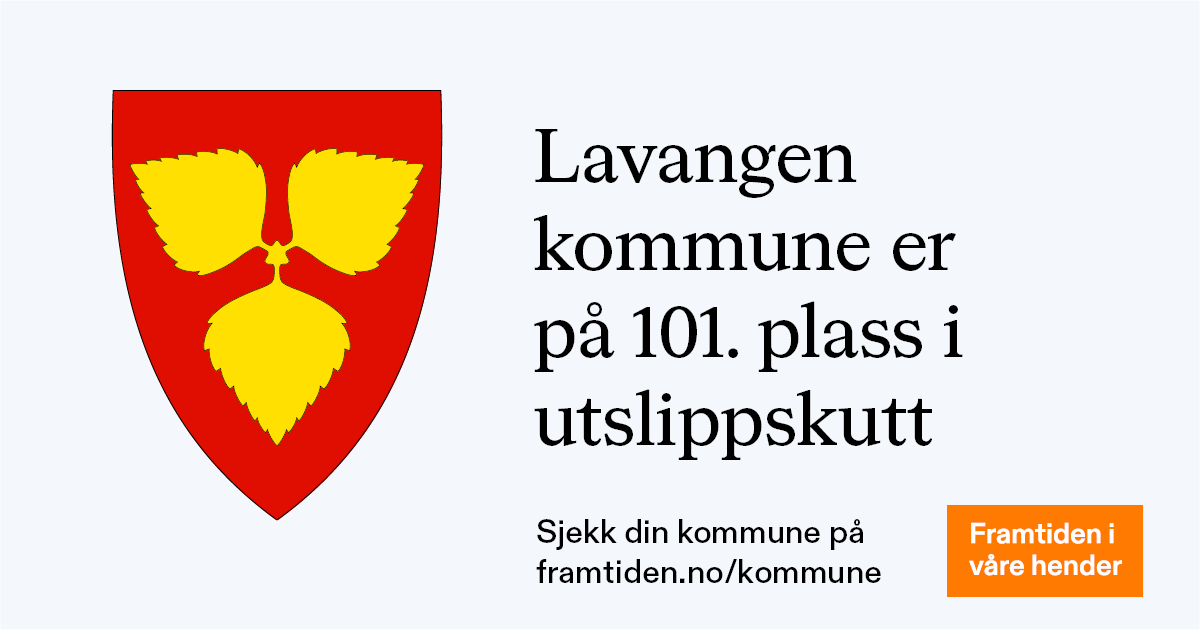 Lavangen
kommune er
på 101. plass i
utslippskutt
Sjekk din kommune på
framtiden.no/kommune
Framtiden i
våre hender